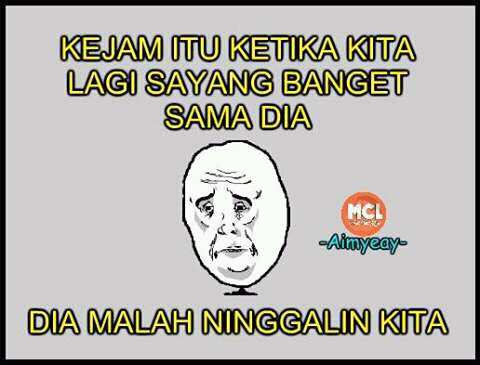 KEJAM ITU KETIKA KITA
LAGI SAYANG BANGET
SAMA DIA
MCL
-Aimyeay-
DIA MALAH NINGGALIN KITA